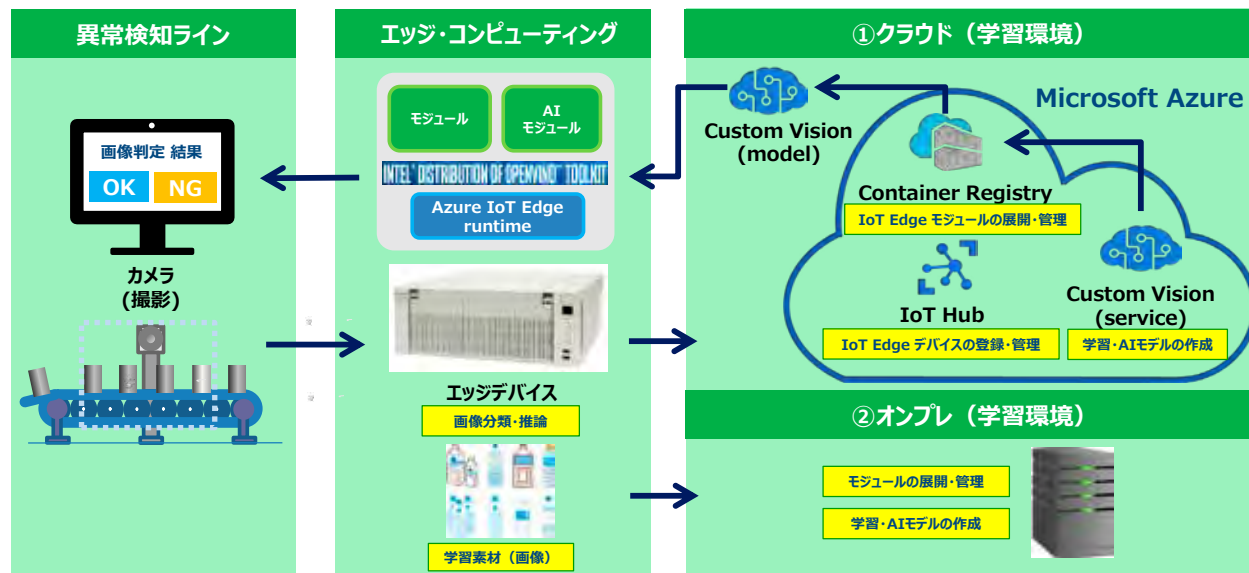 異常検知ライン
画像判定 結果
OK
NG
カメラ
(撮影)
エッジ・コンピューティング
モジュール
AI
モジュール
INTEL® DISTRIBUTION OF OPENVINO™ TOOLKIT
Azure IoT Edge
runtime
エッジデバイス
画像分類・推論
学習素材（画像）
①クラウド（学習環境）
Microsoft Azure
Custom Vision
(model)
Container Registry
IoT Edge モジュールの展開・管理
IoT Hub
IoT Edge デバイスの登録・管理
Custom Vision
(service)
学習・AIモデルの作成
②オンプレ（学習環境）
モジュールの展開・管理
学習・AIモデルの作成